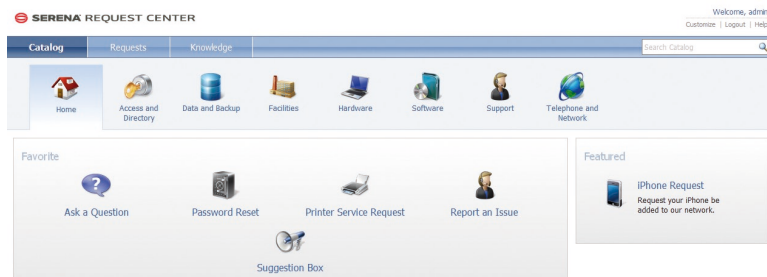 SERENA REQUEST CENTER
Welcome, admin
Customize | Logout | Help
Catalog Requests Knowledge
Search Catalog
Home
Access and
Directory
Data and Backup
Facilities
Hardware
Software
Support
Telephone and
Network
Favorite
Ask a Question
Password Reset
Printer Service Request
Report an Issue
Suggestion Box
Featured
iPhone Request
Request your iPhone be
added to our network.